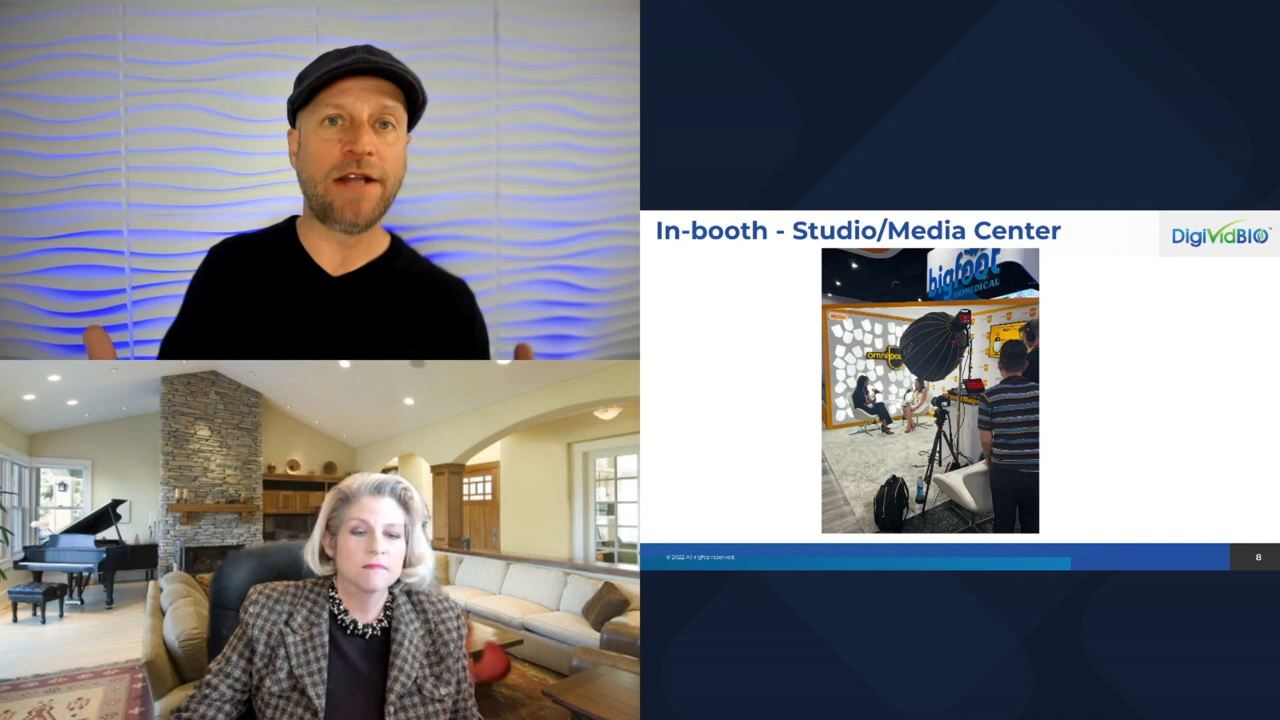 In-booth - Studio/Media Center
DigiVidBIO
bigfoot
BIOMEDICAL
omnipod
© 2022 All rights reserved.
8